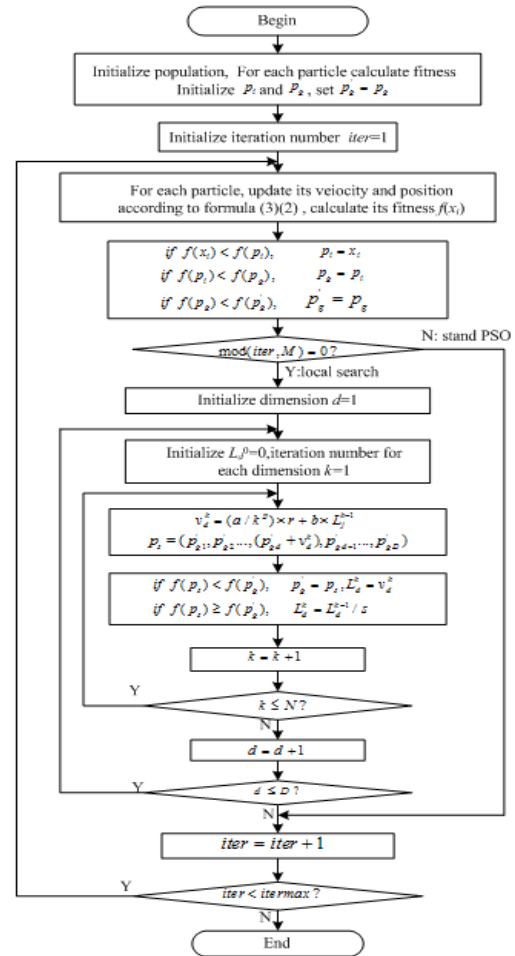 Begin
Initialize population, For each particle calculate fitness
Initialize p_i and p_g , set p'_g = p_g
Initialize iteration number iter=1
For each particle, update its veiocity and position
according to formula (3)(2) , calculate its fitness f(x_i)
if f(x_i) < f(p_i), p_i = x_i
if f(p_i) < f(p_g), p_g = p_i
if f(p_g) < f(p'_g), p'_g = p_g
mod(iter, M) = 0?
N: stand PSO
Y:local search
Initialize dimension d=1
Initialize L_d^0=0,iteration number for
each dimension k=1
v_d^k = (a / k^p) × r + b × L_j^{k-1}
p_s = (p'_{g1}, p'_{g2} ..., (p'_{gd} + v_d^k), p'_{gd+1} ..., p'_{gD})
if f(p_s) < f(p'_g), p'_g = p_s, L_d^k = v_d^k
if f(p_s) ≥ f(p'_g), L_d^k = L_d^{k-1} / s
k = k +1
Y
k ≤ N ?
N
d = d +1
Y
d ≤ D ?
N
iter = iter + 1
Y
iter < itermax ?
N
End